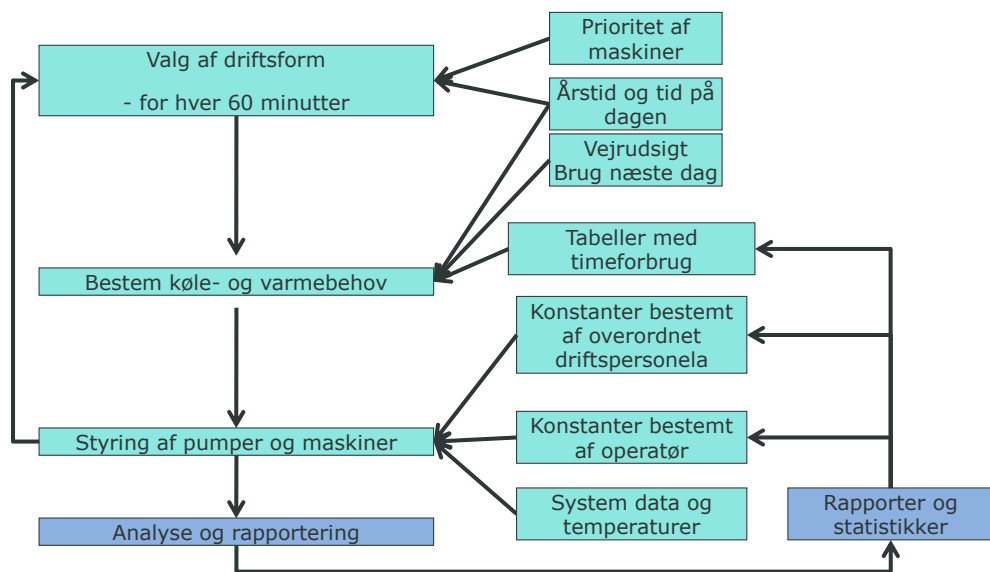 Valg af driftsform
- for hver 60 minutter
Prioritet af
maskiner
Årstid og tid på
dagen
Vejrudsigt
Brug næste dag
Tabeller med
timeforbrug
Bestem køle- og varmebehov
Konstanter bestemt
af overordnet
driftspersonela
Styring af pumper og maskiner
Konstanter bestemt
af operatør
System data og
temperaturer
Rapporter og
statistikker
Analyse og rapportering